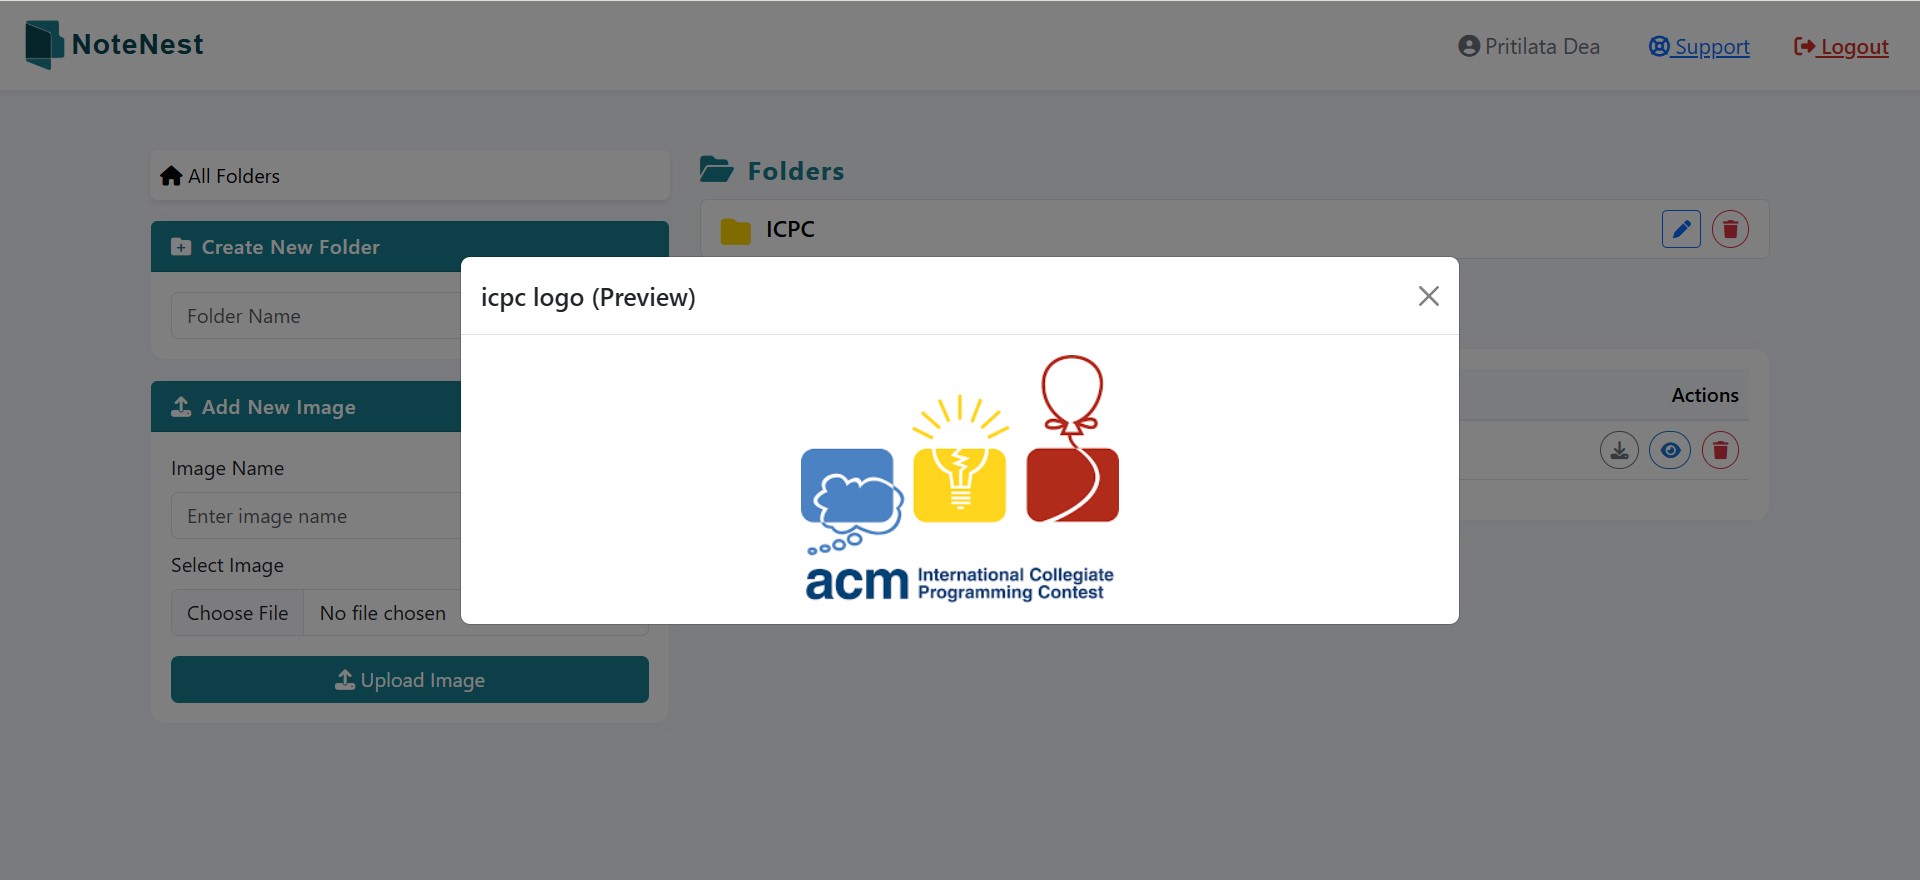 NoteNest
Pritilata Dea
Support
Logout
All Folders
Create New Folder
Folder Name
Add New Image
Image Name
Enter image name
Select Image
Choose File
No file chosen
Upload Image
Folders
ICPC
Actions
icpc logo (Preview)
acm
International Collegiate
Programming Contest